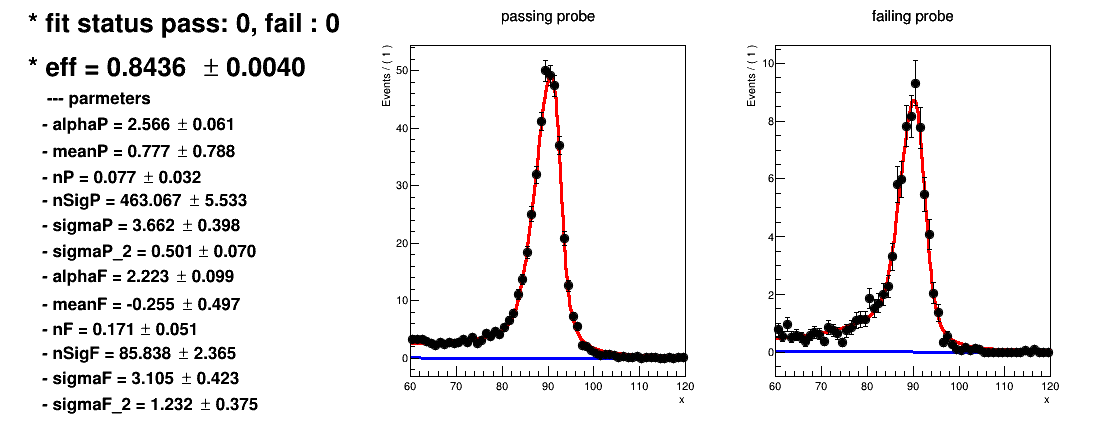 * fit status pass: 0, fail : 0
* eff = 0.8436 ± 0.0040
--- parmeters
- alphaP = 2.566 ± 0.061
- meanP = 0.777 ± 0.788
- nP = 0.077 ± 0.032
- nSigP = 463.067 ± 5.533
- sigmaP = 3.662 ± 0.398
- sigmaP_2 = 0.501 ± 0.070
- alphaF = 2.223 ± 0.099
- meanF = -0.255 ± 0.497
- nF = 0.171 ± 0.051
- nSigF = 85.838 ± 2.365
- sigmaF = 3.105 ± 0.423
- sigmaF_2 = 1.232 ± 0.375
passing probe
Events / ( 1 )
50
40
30
20
10
0
60 70 80 90 100 110 120
x
failing probe
Events / ( 1 )
10
8
6
4
2
0
60 70 80 90 100 110 120
x